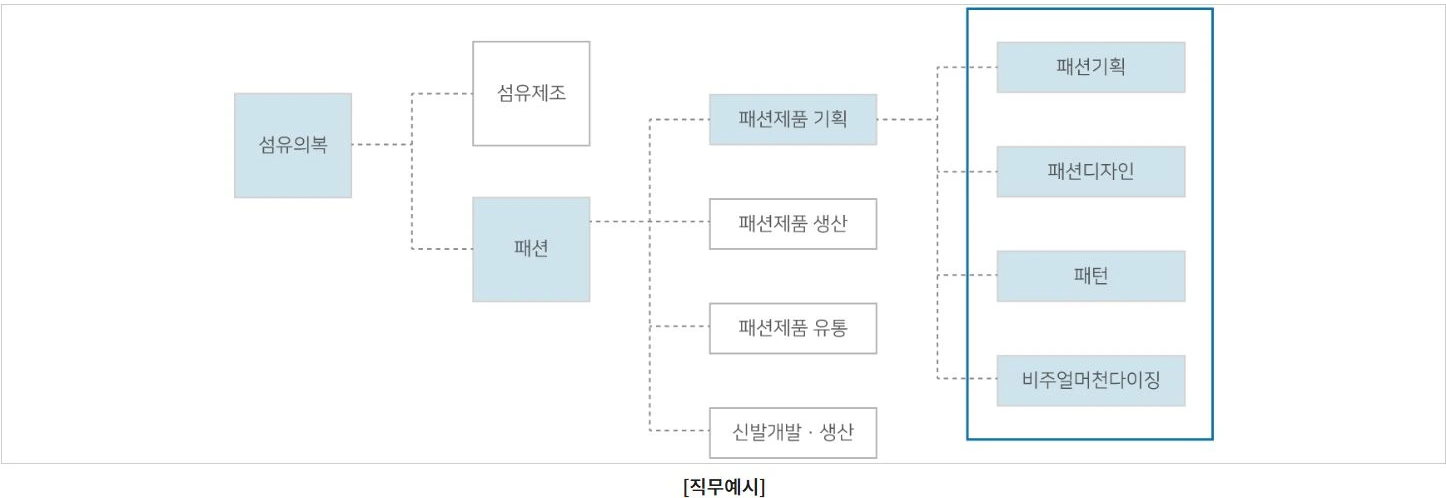 섬유의복
섬유제조
패션
패션제품 기획
패션제품 생산
패션제품 유통
신발개발 · 생산
패션기획
패션디자인
패턴
비주얼머천다이징
[직무예시]